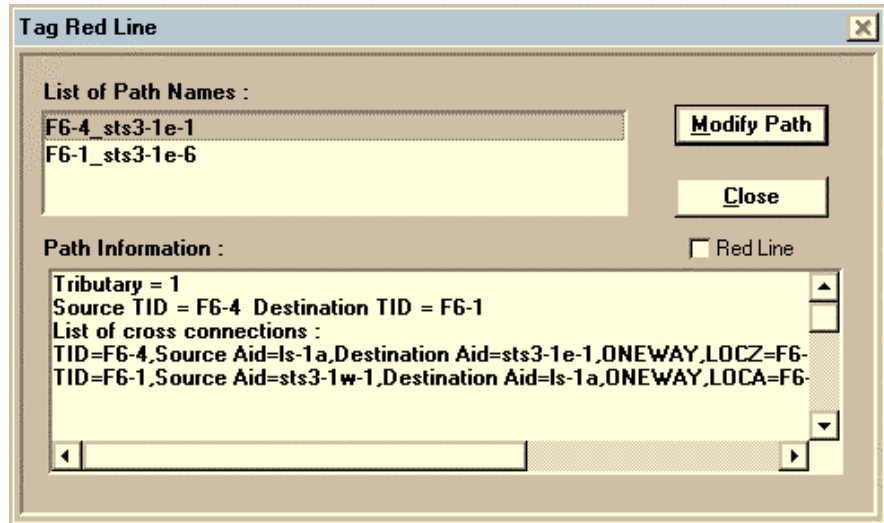 Tag Red Line
List of Path Names :
F6-4_sts3-1e-1
F6-1_sts3-1e-6
Modify Path
Close
Path Information :
Red Line
Tributary = 1
Source TID = F6-4 Destination TID = F6-1
List of cross connections :
TID=F6-4,Source Aid=ls-1a,Destination Aid=sts3-1e-1,ONEWAY,LOCZ=F6-
TID=F6-1,Source Aid=sts3-1w-1,Destination Aid=ls-1a,ONEWAY,LOCA=F6-